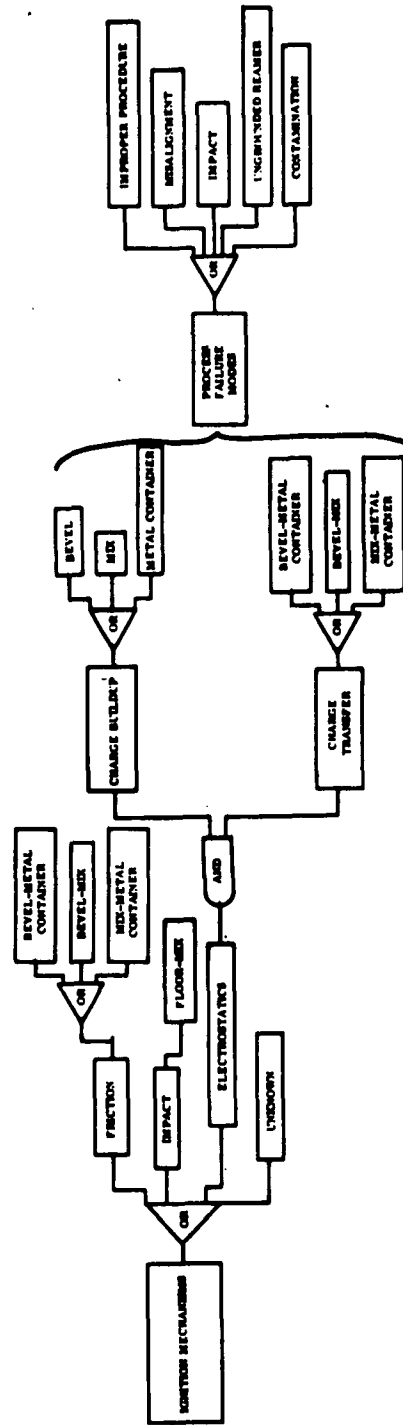 IGNITION MECHANISMS
OR
FRICTION
OR
BEVEL-METAL
CONTAINER
BEVEL-MIX
MIX-METAL
CONTAINER
IMPACT
FLOOR-MIX
ELECTROSTATICS
UNKNOWN
AND
CHARGE BUILDUP
OR
BEVEL
MIX
METAL CONTAINER
CHARGE
TRANSFER
OR
BEVEL-METAL
CONTAINER
BEVEL-MIX
MIX-METAL
CONTAINER
PROCESS
FAILURE
MODES
OR
IMPROPER PROCEDURE
MISALIGNMENT
IMPACT
UNGROUNDED REAMER
CONTAMINATION